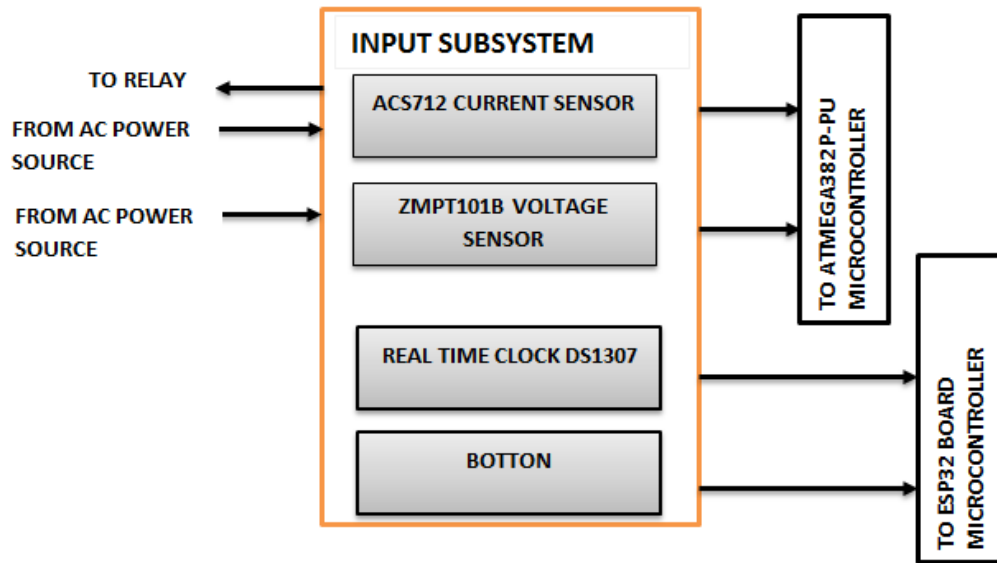 INPUT SUBSYSTEM
TO RELAY
ACS712 CURRENT SENSOR
FROM AC POWER
SOURCE
ZMPT101B VOLTAGE
SENSOR
FROM AC POWER
SOURCE
TO ATMEGA382P-PU
MICROCONTROLLER
REAL TIME CLOCK DS1307
BOTTON
TO ESP32 BOARD
MICROCONTROLLER